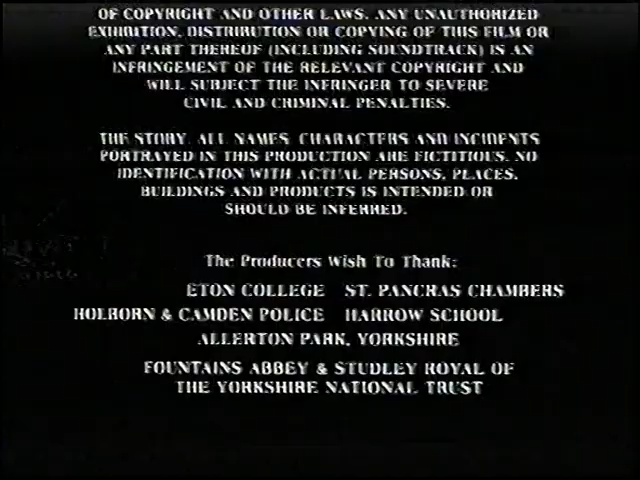 OF COPYRIGHT AND OTHER LAWS. ANY UNAUTHORIZED
EXHIBITION, DISTRIBUTION OR COPYING OF THIS FILM OR
ANY PART THEREOF (INCLUDING SOUNDTRACK) IS AN
INFRINGEMENT OF THE RELEVANT COPYRIGHT AND
WILL SUBJECT THE INFRINGER TO SEVERE
CIVIL AND CRIMINAL PENALTIES.
THE STORY, ALL NAMES, CHARACTERS AND INCIDENTS
PORTRAYED IN THIS PRODUCTION ARE FICTITIOUS. NO
IDENTIFICATION WITH ACTUAL PERSONS, PLACES,
BUILDINGS AND PRODUCTS IS INTENDED OR
SHOULD BE INFERRED.
The Producers Wish To Thank:
ETON COLLEGE ST. PANCRAS CHAMBERS
HOLBORN & CAMDEN POLICE HARROW SCHOOL
ALLERTON PARK, YORKSHIRE
FOUNTAINS ABBEY & STUDLEY ROYAL OF
THE YORKSHIRE NATIONAL TRUST